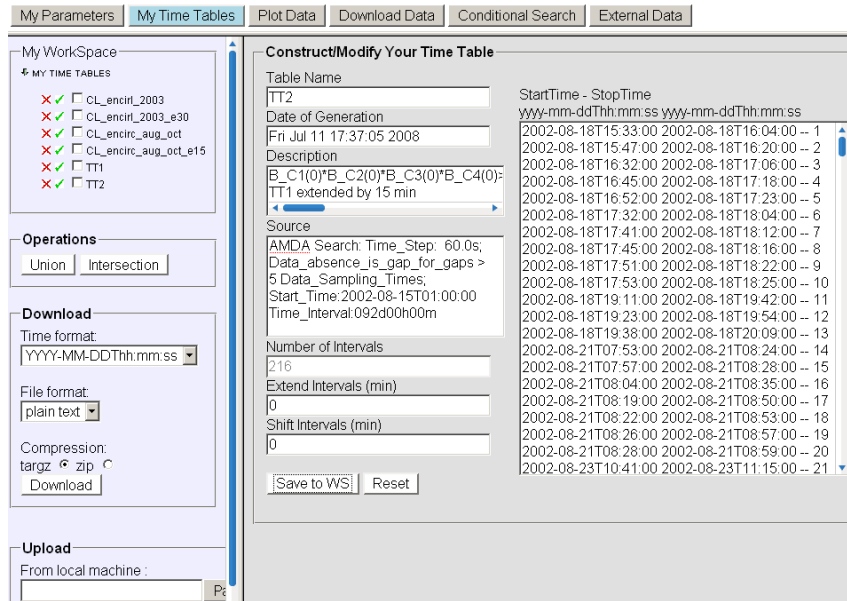 My Parameters My Time Tables Plot Data Download Data Conditional Search External Data
My WorkSpace
MY TIME TABLES
CL_encirl_2003
CL_encirl_2003_e30
CL_encirc_aug_oct
CL_encirc_aug_oct_e15
TT1
TT2
Operations
Union Intersection
Download
Time format:
YYYY-MM-DDThh:mm:ss
File format:
plain text
Compression:
targz zip
Download
Upload
From local machine :
Construct/Modify Your Time Table
Table Name
TT2
Date of Generation
Fri Jul 11 17:37:05 2008
Description
B_C1(0)*B_C2(0)*B_C3(0)*B_C4(0)>
TT1 extended by 15 min
Source
AMDA Search: Time_Step: 60.0s;
Data_absence_is_gap_for_gaps >
5 Data_Sampling_Times;
Start_Time:2002-08-15T01:00:00
Time_Interval:092d00h00m
Number of Intervals
216
Extend Intervals (min)
0
Shift Intervals (min)
0
Save to WS Reset
StartTime - StopTime
yyyy-mm-ddThh:mm:ss yyyy-mm-ddThh:mm:ss
2002-08-18T15:33:00 2002-08-18T16:04:00 -- 1
2002-08-18T15:47:00 2002-08-18T16:20:00 -- 2
2002-08-18T16:32:00 2002-08-18T17:06:00 -- 3
2002-08-18T16:45:00 2002-08-18T17:18:00 -- 4
2002-08-18T16:52:00 2002-08-18T17:23:00 -- 5
2002-08-18T17:32:00 2002-08-18T18:04:00 -- 6
2002-08-18T17:41:00 2002-08-18T18:12:00 -- 7
2002-08-18T17:45:00 2002-08-18T18:16:00 -- 8
2002-08-18T17:51:00 2002-08-18T18:22:00 -- 9
2002-08-18T17:53:00 2002-08-18T18:25:00 -- 10
2002-08-18T19:11:00 2002-08-18T19:42:00 -- 11
2002-08-18T19:23:00 2002-08-18T19:54:00 -- 12
2002-08-18T19:38:00 2002-08-18T20:09:00 -- 13
2002-08-21T07:53:00 2002-08-21T08:24:00 -- 14
2002-08-21T07:57:00 2002-08-21T08:28:00 -- 15
2002-08-21T08:04:00 2002-08-21T08:35:00 -- 16
2002-08-21T08:19:00 2002-08-21T08:50:00 -- 17
2002-08-21T08:22:00 2002-08-21T08:53:00 -- 18
2002-08-21T08:26:00 2002-08-21T08:57:00 -- 19
2002-08-21T08:28:00 2002-08-21T08:59:00 -- 20
2002-08-23T10:41:00 2002-08-23T11:15:00 -- 21